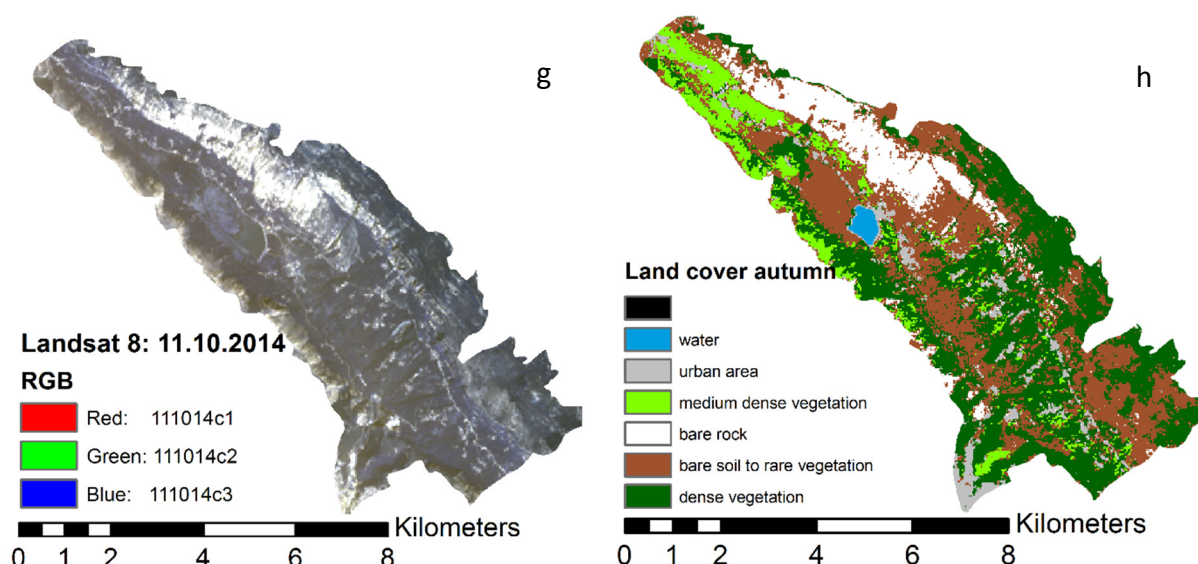 g
Landsat 8: 11.10.2014
RGB
Red: 111014c1
Green: 111014c2
Blue: 111014c3
Kilometers
0 1 2 4 6 8
h
Land cover autumn
water
urban area
medium dense vegetation
bare rock
bare soil to rare vegetation
dense vegetation
Kilometers
0 1 2 4 6 8